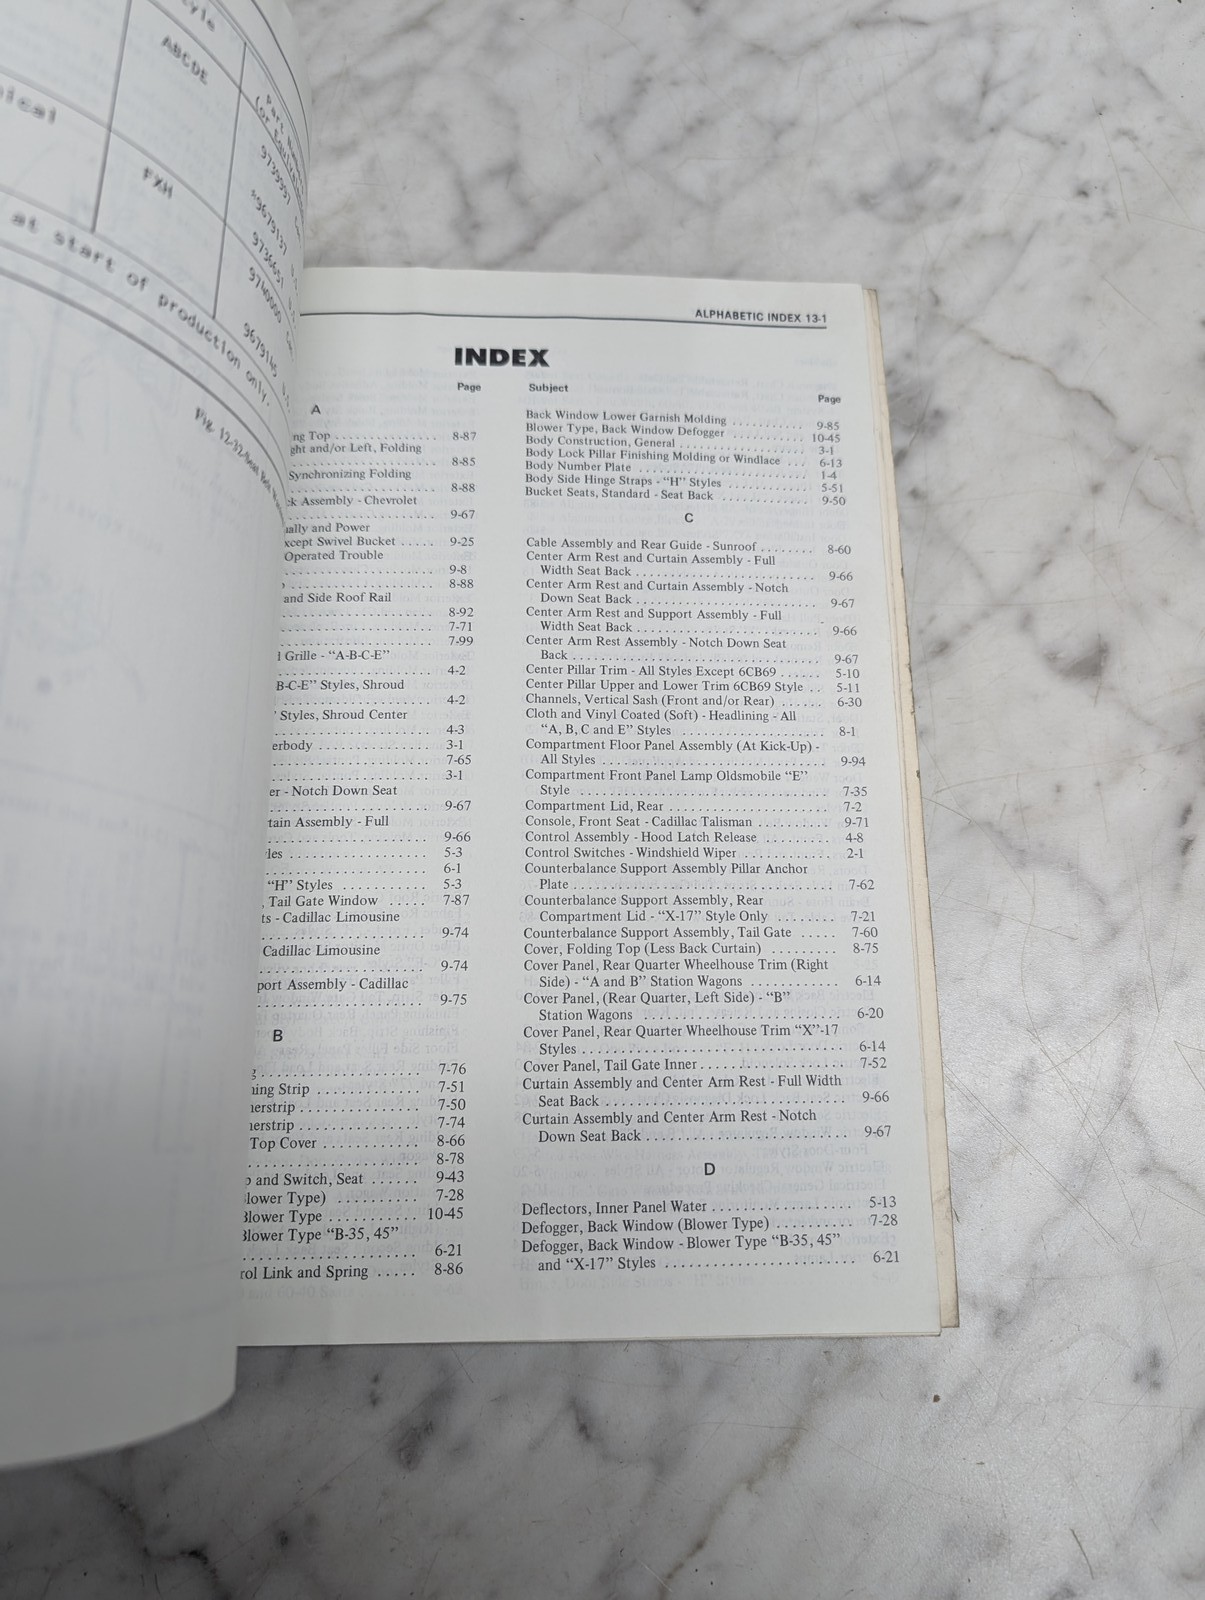 tyle
ABCDE
FXH
at start of production only.
9739997
*9679137
9736651
9740000
9679145
Fig. 12-32-Seat Belt
ALPHABETIC INDEX 13-1
INDEX
Page
A
ng Top . . . . . . . . . . . . . . . 8-87
ght and/or Left, Folding
. . . . . . . . . . . . . . . . . . . . 8-85
Synchronizing Folding
. . . . . . . . . . . . . . . . . . . . 8-88
ck Assembly - Chevrolet
. . . . . . . . . . . . . . . . . . . . 9-67
ually and Power
xcept Swivel Bucket . . . . . 9-25
Operated Trouble
. . . . . . . . . . . . . . . . . . . . 9-8
. . . . . . . . . . . . . . . . . . . . 8-88
and Side Roof Rail
. . . . . . . . . . . . . . . . . . . . 8-92
. . . . . . . . . . . . . . . . . . . . 7-71
. . . . . . . . . . . . . . . . . . . . 7-99
l Grille - “A-B-C-E”
. . . . . . . . . . . . . . . . . . . . 4-2
B-C-E” Styles, Shroud
. . . . . . . . . . . . . . . . . . . . 4-2
’ Styles, Shroud Center
. . . . . . . . . . . . . . . . . . . . 4-3
erbody . . . . . . . . . . . . . . . 3-1
. . . . . . . . . . . . . . . . . . . . 7-65
. . . . . . . . . . . . . . . . . . . . 3-1
er - Notch Down Seat
. . . . . . . . . . . . . . . . . . . . 9-67
tain Assembly - Full
. . . . . . . . . . . . . . . . . . . . 9-66
les . . . . . . . . . . . . . . . . . . 5-3
. . . . . . . . . . . . . . . . . . . . 6-1
“H” Styles . . . . . . . . . . . 5-3
, Tail Gate Window . . . . . 7-87
ts - Cadillac Limousine
. . . . . . . . . . . . . . . . . . . . 9-74
Cadillac Limousine
. . . . . . . . . . . . . . . . . . . . 9-74
port Assembly - Cadillac
. . . . . . . . . . . . . . . . . . . . 9-75
B
g . . . . . . . . . . . . . . . . . . . 7-76
ning Strip . . . . . . . . . . . . . 7-51
herstrip . . . . . . . . . . . . . . . 7-50
herstrip . . . . . . . . . . . . . . . 7-74
Top Cover . . . . . . . . . . . . 8-66
. . . . . . . . . . . . . . . . . . . . 8-78
and Switch, Seat . . . . . . 9-43
lower Type) . . . . . . . . . . 7-28
Blower Type . . . . . . . . . . . 10-45
Blower Type “B-35, 45”
. . . . . . . . . . . . . . . . . . . . 6-21
rol Link and Spring . . . . . 8-86
Subject
Page
Back Window Lower Garnish Molding . . . . . . . . . . . 9-85
Blower Type, Back Window Defogger . . . . . . . . . . . 10-45
Body Construction, General . . . . . . . . . . . . . . . . . . . 3-1
Body Lock Pillar Finishing Molding or Windlace . . . 6-13
Body Number Plate . . . . . . . . . . . . . . . . . . . . . . . . . 1-4
Body Side Hinge Straps - “H” Styles . . . . . . . . . . . . 5-51
Bucket Seats, Standard - Seat Back . . . . . . . . . . . . 9-50
C
Cable Assembly and Rear Guide - Sunroof . . . . . . . . 8-60
Center Arm Rest and Curtain Assembly - Full
Width Seat Back . . . . . . . . . . . . . . . . . . . . . . . . . . 9-66
Center Arm Rest and Curtain Assembly - Notch
Down Seat Back . . . . . . . . . . . . . . . . . . . . . . . . . . 9-67
Center Arm Rest and Support Assembly - Full
Width Seat Back . . . . . . . . . . . . . . . . . . . . . . . . . . 9-66
Center Arm Rest Assembly - Notch Down Seat
Back . . . . . . . . . . . . . . . . . . . . . . . . . . . . . . . . . . . 9-67
Center Pillar Trim - All Styles Except 6CB69 . . . . . . 5-10
Center Pillar Upper and Lower Trim 6CB69 Style . . 5-11
Channels, Vertical Sash (Front and/or Rear) . . . . . . 6-30
Cloth and Vinyl Coated (Soft) - Headlining - All
“A, B, C and E” Styles . . . . . . . . . . . . . . . . . . . . 8-1
Compartment Floor Panel Assembly (At Kick-Up) -
All Styles . . . . . . . . . . . . . . . . . . . . . . . . . . . . . . . 9-94
Compartment Front Panel Lamp Oldsmobile “E”
Style . . . . . . . . . . . . . . . . . . . . . . . . . . . . . . . . . . 7-35
Compartment Lid, Rear . . . . . . . . . . . . . . . . . . . . . . 7-2
Console, Front Seat - Cadillac Talisman . . . . . . . . . . 9-71
Control Assembly - Hood Latch Release . . . . . . . . . 4-8
Control Switches - Windshield Wiper . . . . . . . . . . . . 2-1
Counterbalance Support Assembly Pillar Anchor
Plate . . . . . . . . . . . . . . . . . . . . . . . . . . . . . . . . . . . 7-62
Counterbalance Support Assembly, Rear
Compartment Lid - “X-17” Style Only . . . . . . . . 7-21
Counterbalance Support Assembly, Tail Gate . . . . . 7-60
Cover, Folding Top (Less Back Curtain) . . . . . . . . . 8-75
Cover Panel, Rear Quarter Wheelhouse Trim (Right
Side) - “A and B” Station Wagons . . . . . . . . . . . . 6-14
Cover Panel, (Rear Quarter, Left Side) - “B”
Station Wagons . . . . . . . . . . . . . . . . . . . . . . . . . . 6-20
Cover Panel, Rear Quarter Wheelhouse Trim “X”-17
Styles . . . . . . . . . . . . . . . . . . . . . . . . . . . . . . . . . . 6-14
Cover Panel, Tail Gate Inner . . . . . . . . . . . . . . . . . . 7-52
Curtain Assembly and Center Arm Rest - Full Width
Seat Back . . . . . . . . . . . . . . . . . . . . . . . . . . . . . . . 9-66
Curtain Assembly and Center Arm Rest - Notch
Down Seat Back . . . . . . . . . . . . . . . . . . . . . . . . . . 9-67
D
Deflectors, Inner Panel Water . . . . . . . . . . . . . . . . . . 5-13
Defogger, Back Window (Blower Type) . . . . . . . . . . 7-28
Defogger, Back Window - Blower Type “B-35, 45”
and “X-17” Styles . . . . . . . . . . . . . . . . . . . . . . . . 6-21